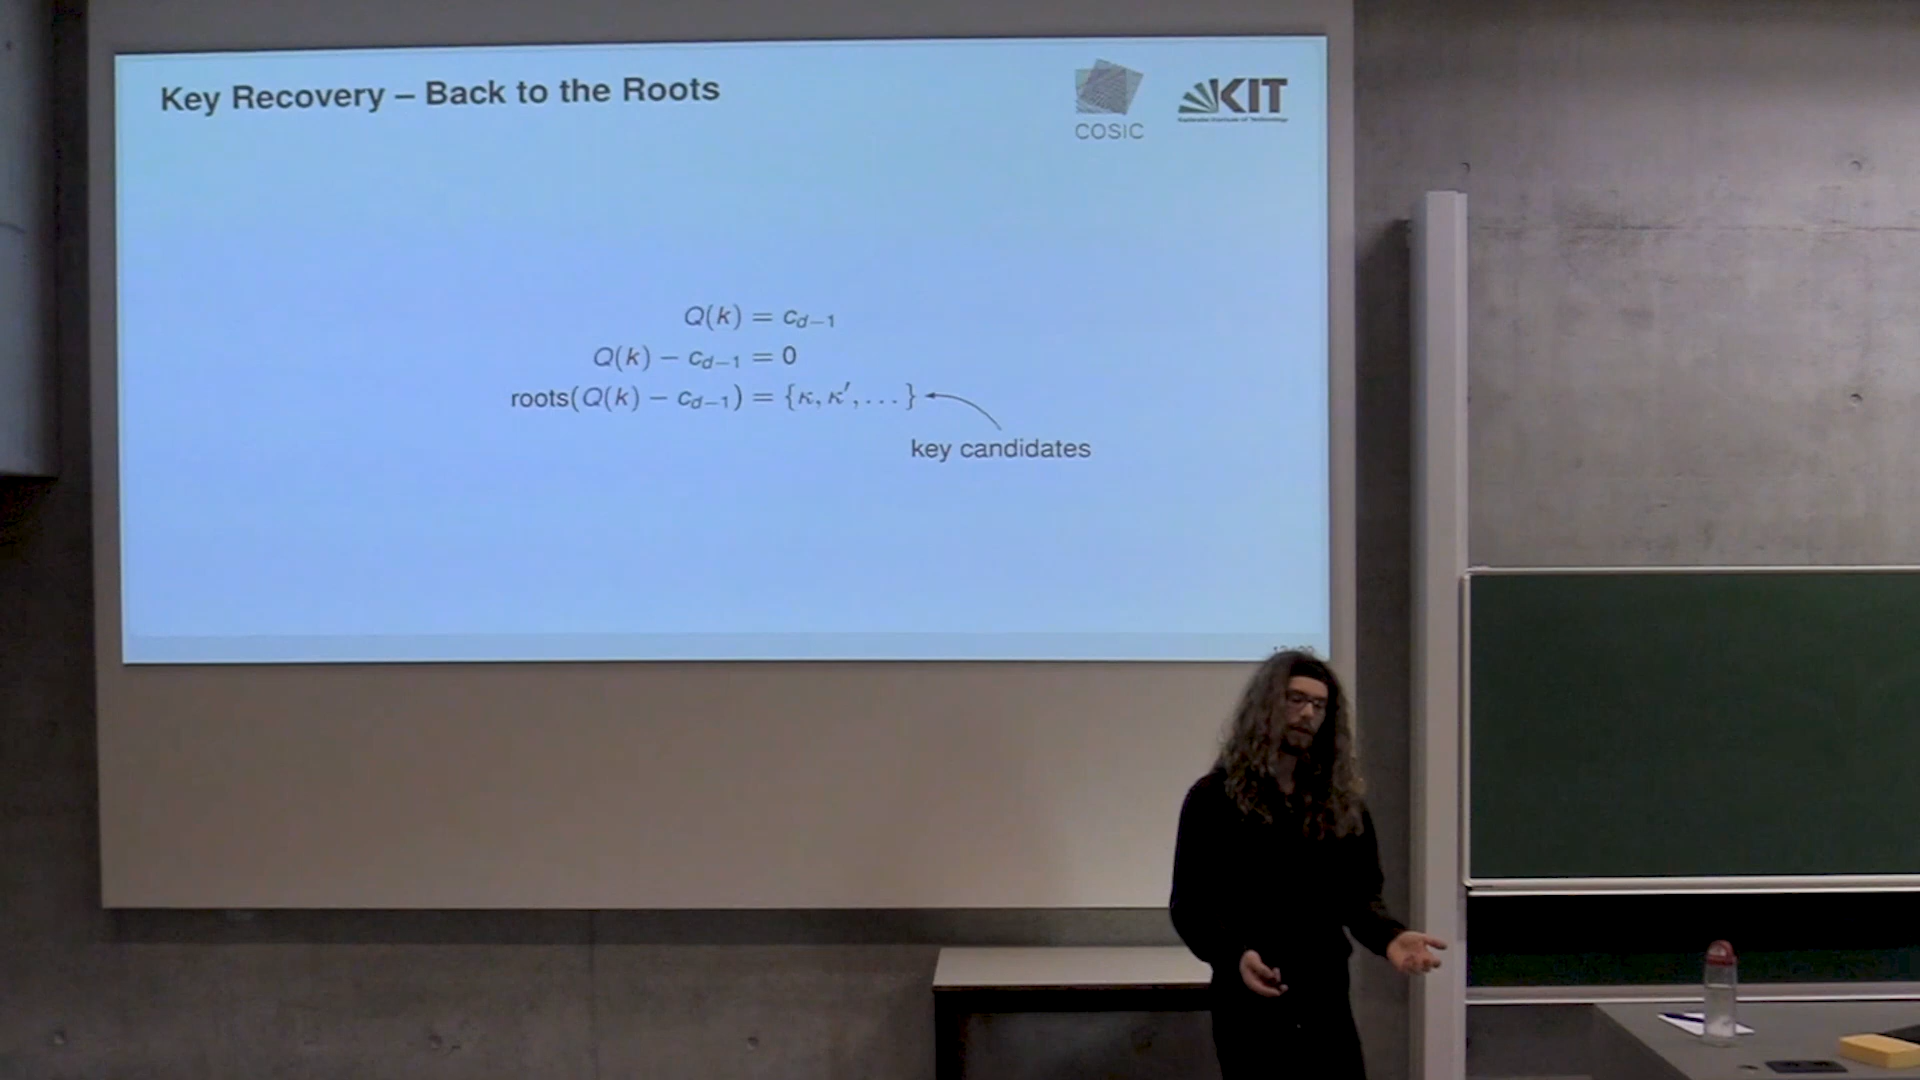 Key Recovery – Back to the Roots
COSIC
KIT
Q(k) = c_{d−1}
Q(k) − c_{d−1} = 0
roots(Q(k) − c_{d−1}) = {κ, κ′, . . . }
key candidates